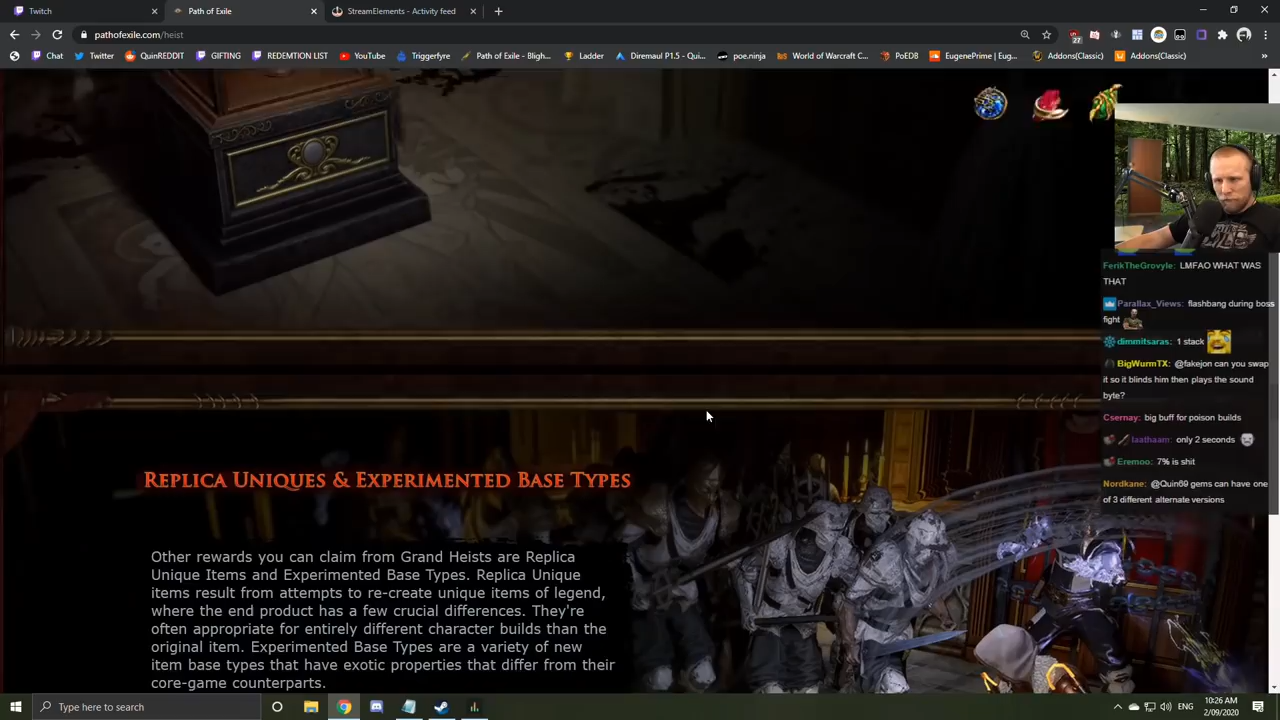 Twitch
Path of Exile
StreamElements - Activity feed
pathofexile.com/heist
27
Chat
Twitter
QuinREDDIT
GIFTING
REDEMTION LIST
YouTube
Triggerfyre
Path of Exile - Bligh...
Ladder
Diremaul P1.5 - Qui...
poe.ninja
World of Warcraft C...
PoEDB
EugenePrime | Eug...
Addons(Classic)
Addons(Classic)
FerikTheGrovyle: LMFAO WHAT WAS
THAT
Parallax_Views: flashbang during boss
fight
dimmitsaras: 1 stack
BigWurmTX: @fakejon can you swap
it so it blinds him then plays the sound
byte?
Csernay: big buff for poison builds
laathaam: only 2 seconds
Eremoo: 7% is shit
Nordkane: @Quin69 gems can have one
of 3 different alternate versions
Replica Uniques & Experimented Base Types
Other rewards you can claim from Grand Heists are Replica
Unique Items and Experimented Base Types. Replica Unique
items result from attempts to re-create unique items of legend,
where the end product has a few crucial differences. They're
often appropriate for entirely different character builds than the
original item. Experimented Base Types are a variety of new
item base types that have exotic properties that differ from their
core-game counterparts.
Type here to search
10:26 AM
2/09/2020